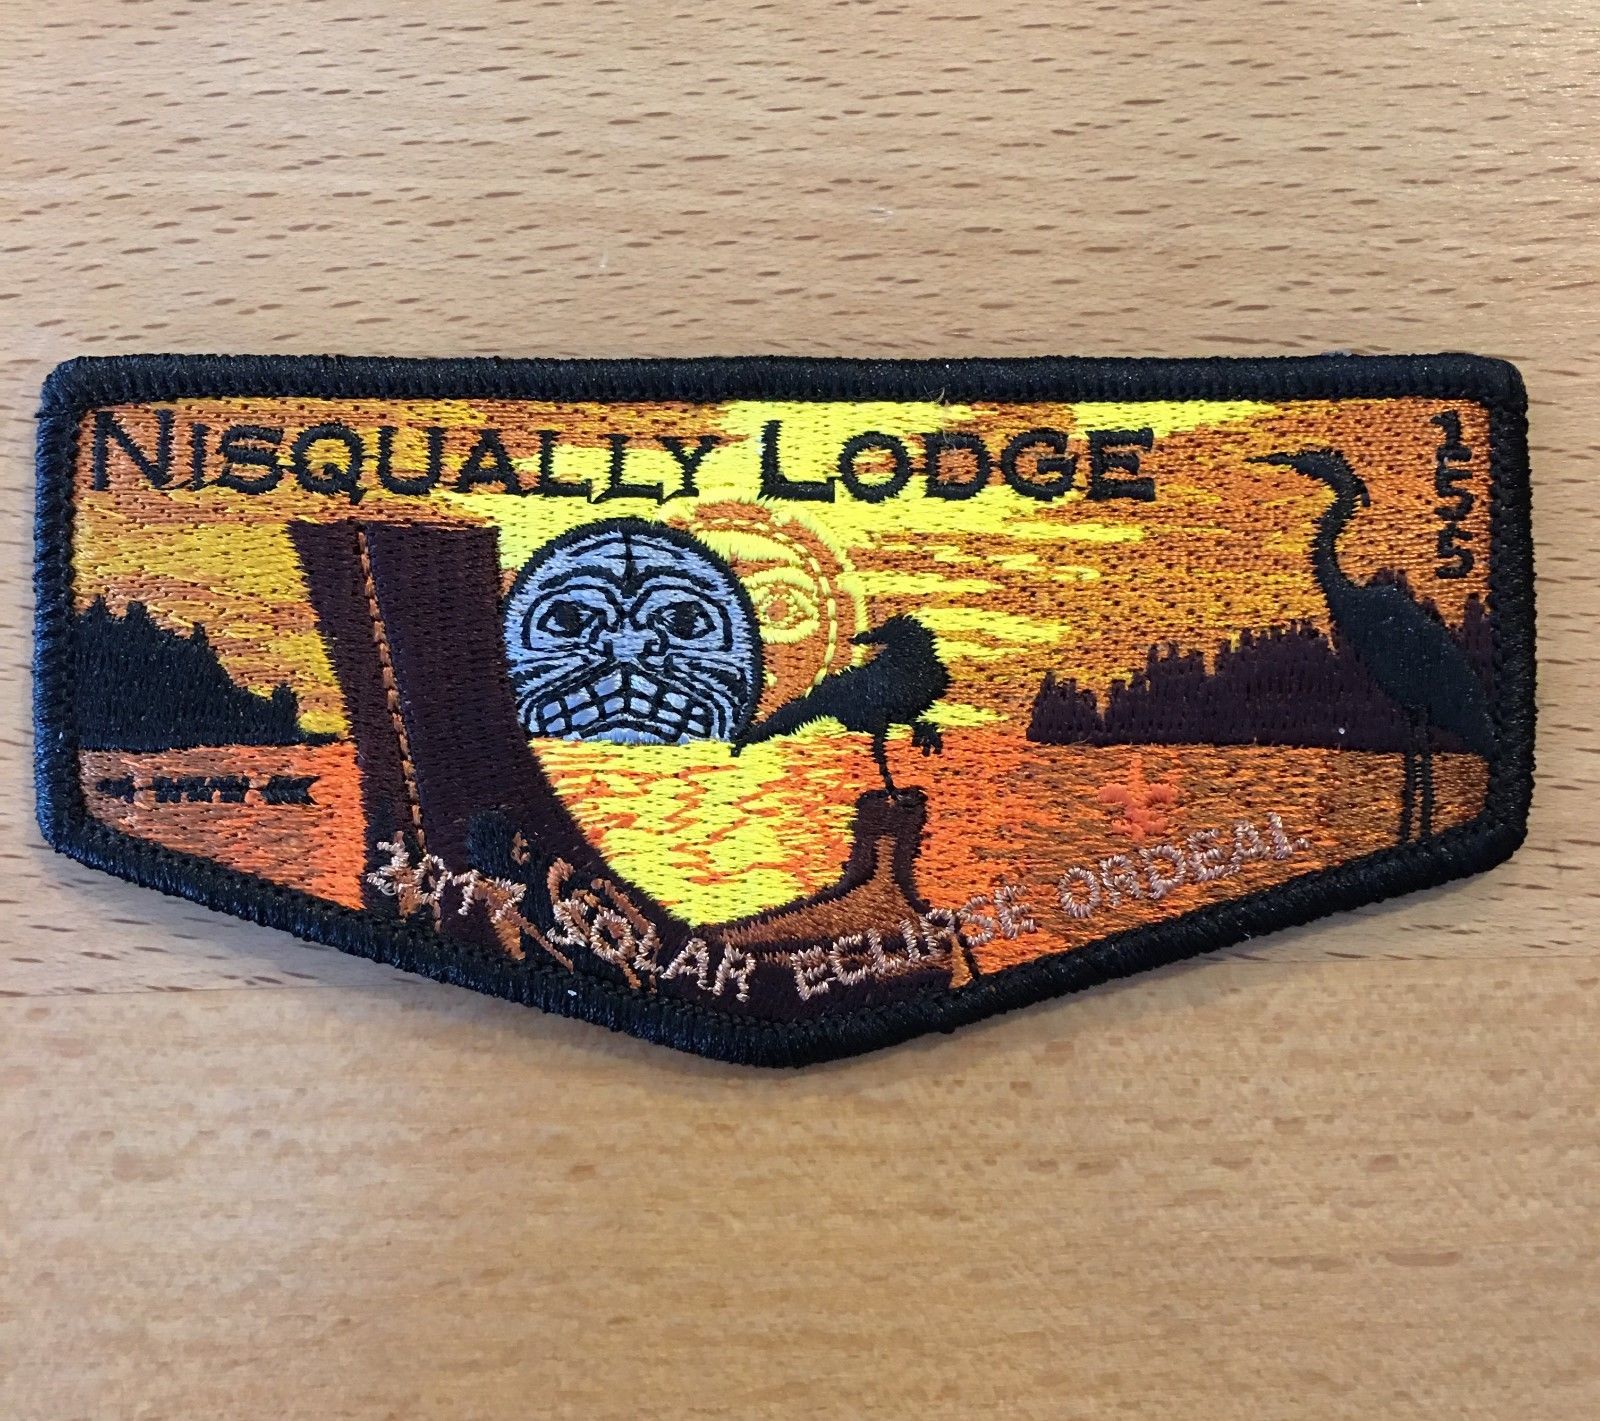 Nisqually Lodge
155
2017 Solar Eclipse Ordeal